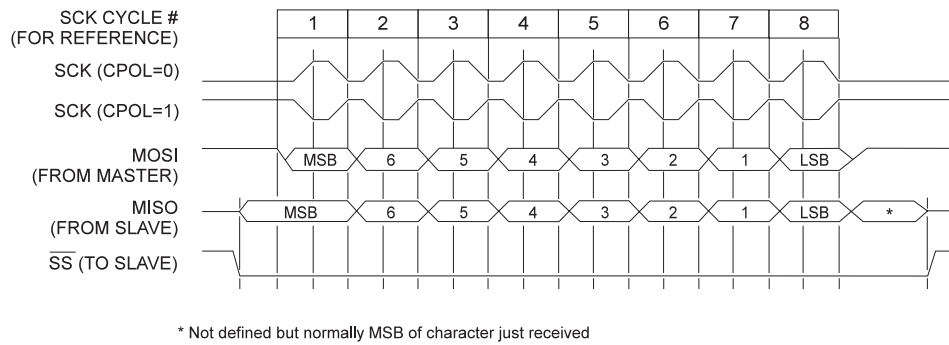 SCK CYCLE #
(FOR REFERENCE)
1 2 3 4 5 6 7 8
SCK (CPOL=0)
SCK (CPOL=1)
MOSI
(FROM MASTER)
MSB 6 5 4 3 2 1 LSB
MISO
(FROM SLAVE)
MSB 6 5 4 3 2 1 LSB *
SS (TO SLAVE)
* Not defined but normally MSB of character just received